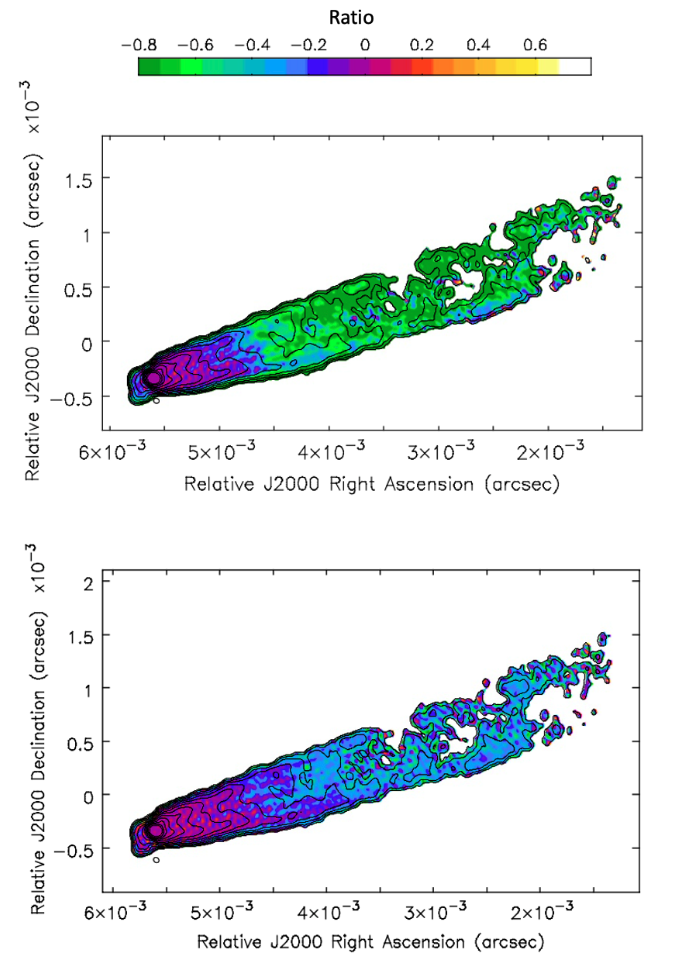 Ratio
−0.8 −0.6 −0.4 −0.2 0 0.2 0.4 0.6
Relative J2000 Declination (arcsec) ×10⁻³
1.5
1
0.5
0
−0.5
6×10⁻³ 5×10⁻³ 4×10⁻³ 3×10⁻³ 2×10⁻³
Relative J2000 Right Ascension (arcsec)
Relative J2000 Declination (arcsec) ×10⁻³
2
1.5
1
0.5
0
−0.5
6×10⁻³ 5×10⁻³ 4×10⁻³ 3×10⁻³ 2×10⁻³
Relative J2000 Right Ascension (arcsec)